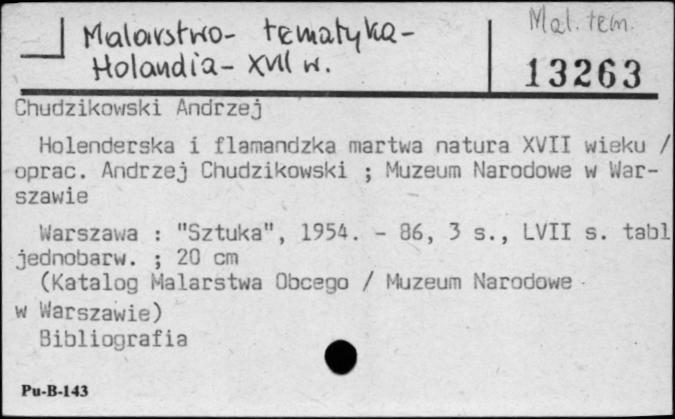 Malarstwo- tematyka-
Holandia- XVII w.
Mal. tem.
13263
Chudzikowski Andrzej
Holenderska i flamandzka martwa natura XVII wieku /
oprac. Andrzej Chudzikowski ; Muzeum Narodowe w War-
szawie
Warszawa : "Sztuka", 1954. - 86, 3 s., LVII s. tabl
jednobarw. ; 20 cm
(Katalog Malarstwa Obcego / Muzeum Narodowe
w Warszawie)
Bibliografia
Pu-B-143